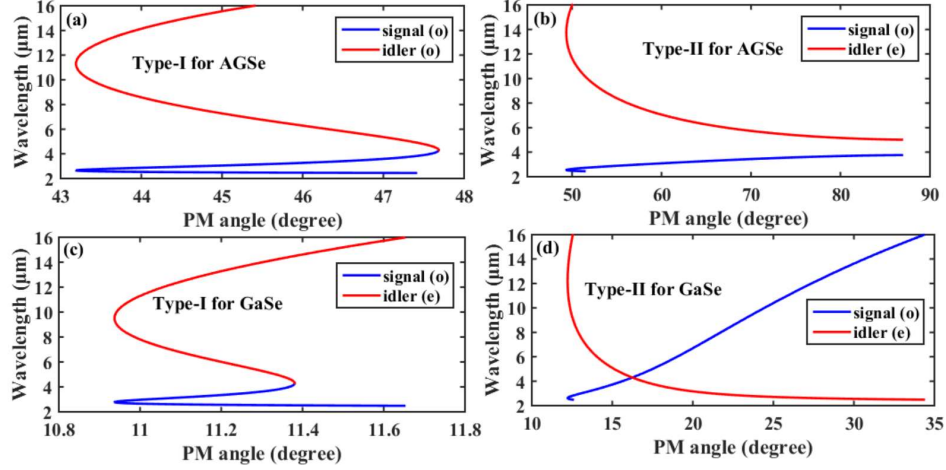 (a)
Type-I for AGSe
signal (o)
idler (o)
Wavelength (μm)
16
14
12
10
8
6
4
2
43 44 45 46 47 48
PM angle (degree)
(b)
Type-II for AGSe
signal (o)
idler (e)
Wavelength (μm)
16
14
12
10
8
6
4
2
50 60 70 80 90
PM angle (degree)
(c)
Type-I for GaSe
signal (o)
idler (e)
Wavelength (μm)
16
14
12
10
8
6
4
2
10.8 11 11.2 11.4 11.6 11.8
PM angle (degree)
(d)
Type-II for GaSe
signal (o)
idler (e)
Wavelength (μm)
16
14
12
10
8
6
4
2
10 15 20 25 30 35
PM angle (degree)